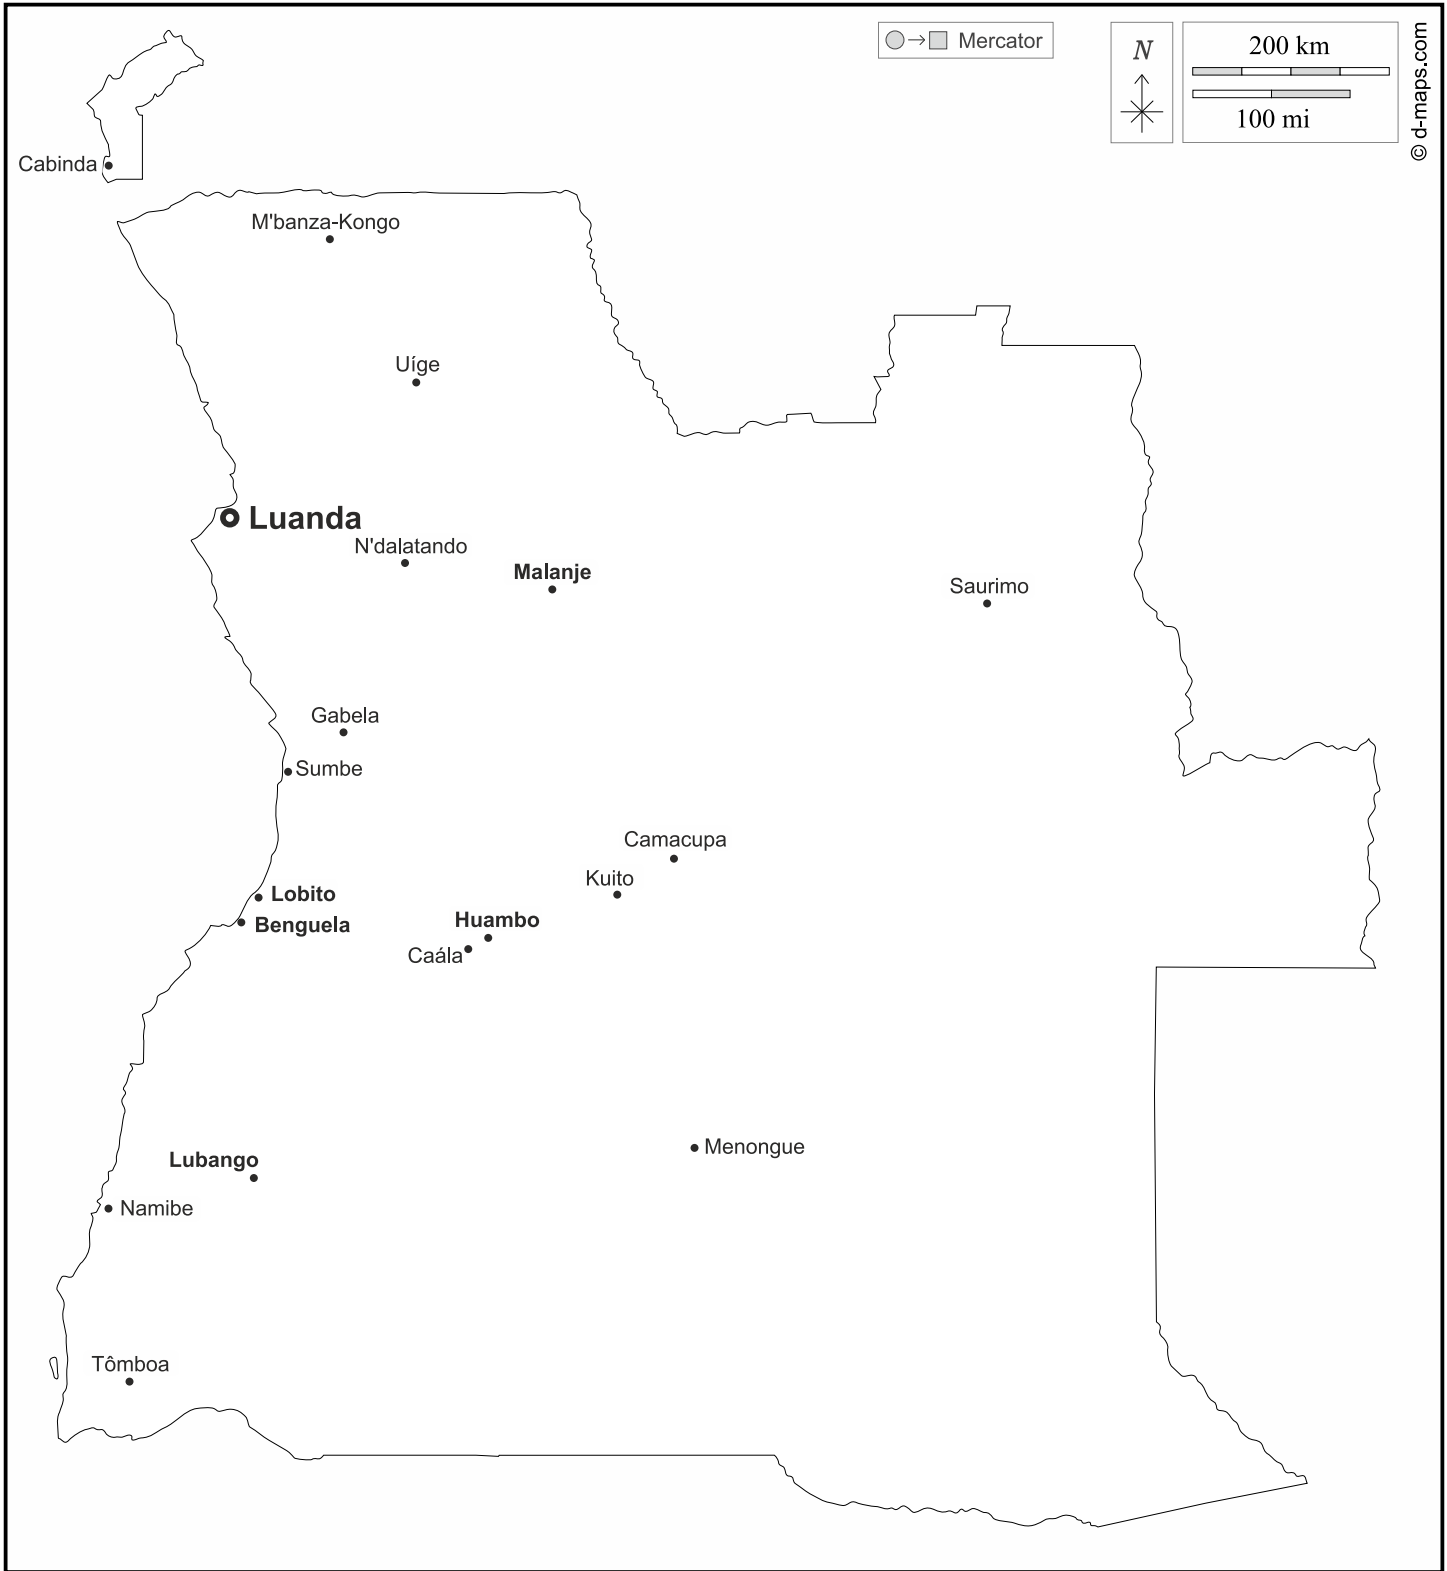 Mercator
N
200 km
100 mi
© d-maps.com
Cabinda
M'banza-Kongo
Uíge
Luanda
N'dalatando
Malanje
Saurimo
Gabela
Sumbe
Camacupa
Kuito
Lobito
Benguela
Huambo
Caála
Menongue
Lubango
Namibe
Tômboa